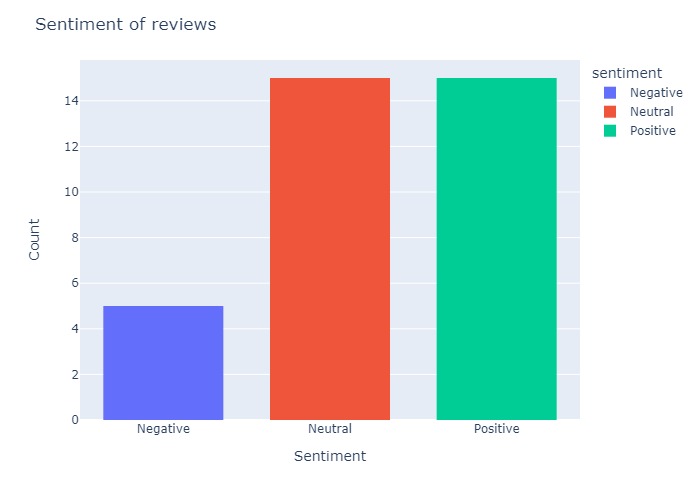 Sentiment of reviews
sentiment
Negative
Neutral
Positive
14
12
10
8
6
4
2
0
Count
Negative Neutral Positive
Sentiment